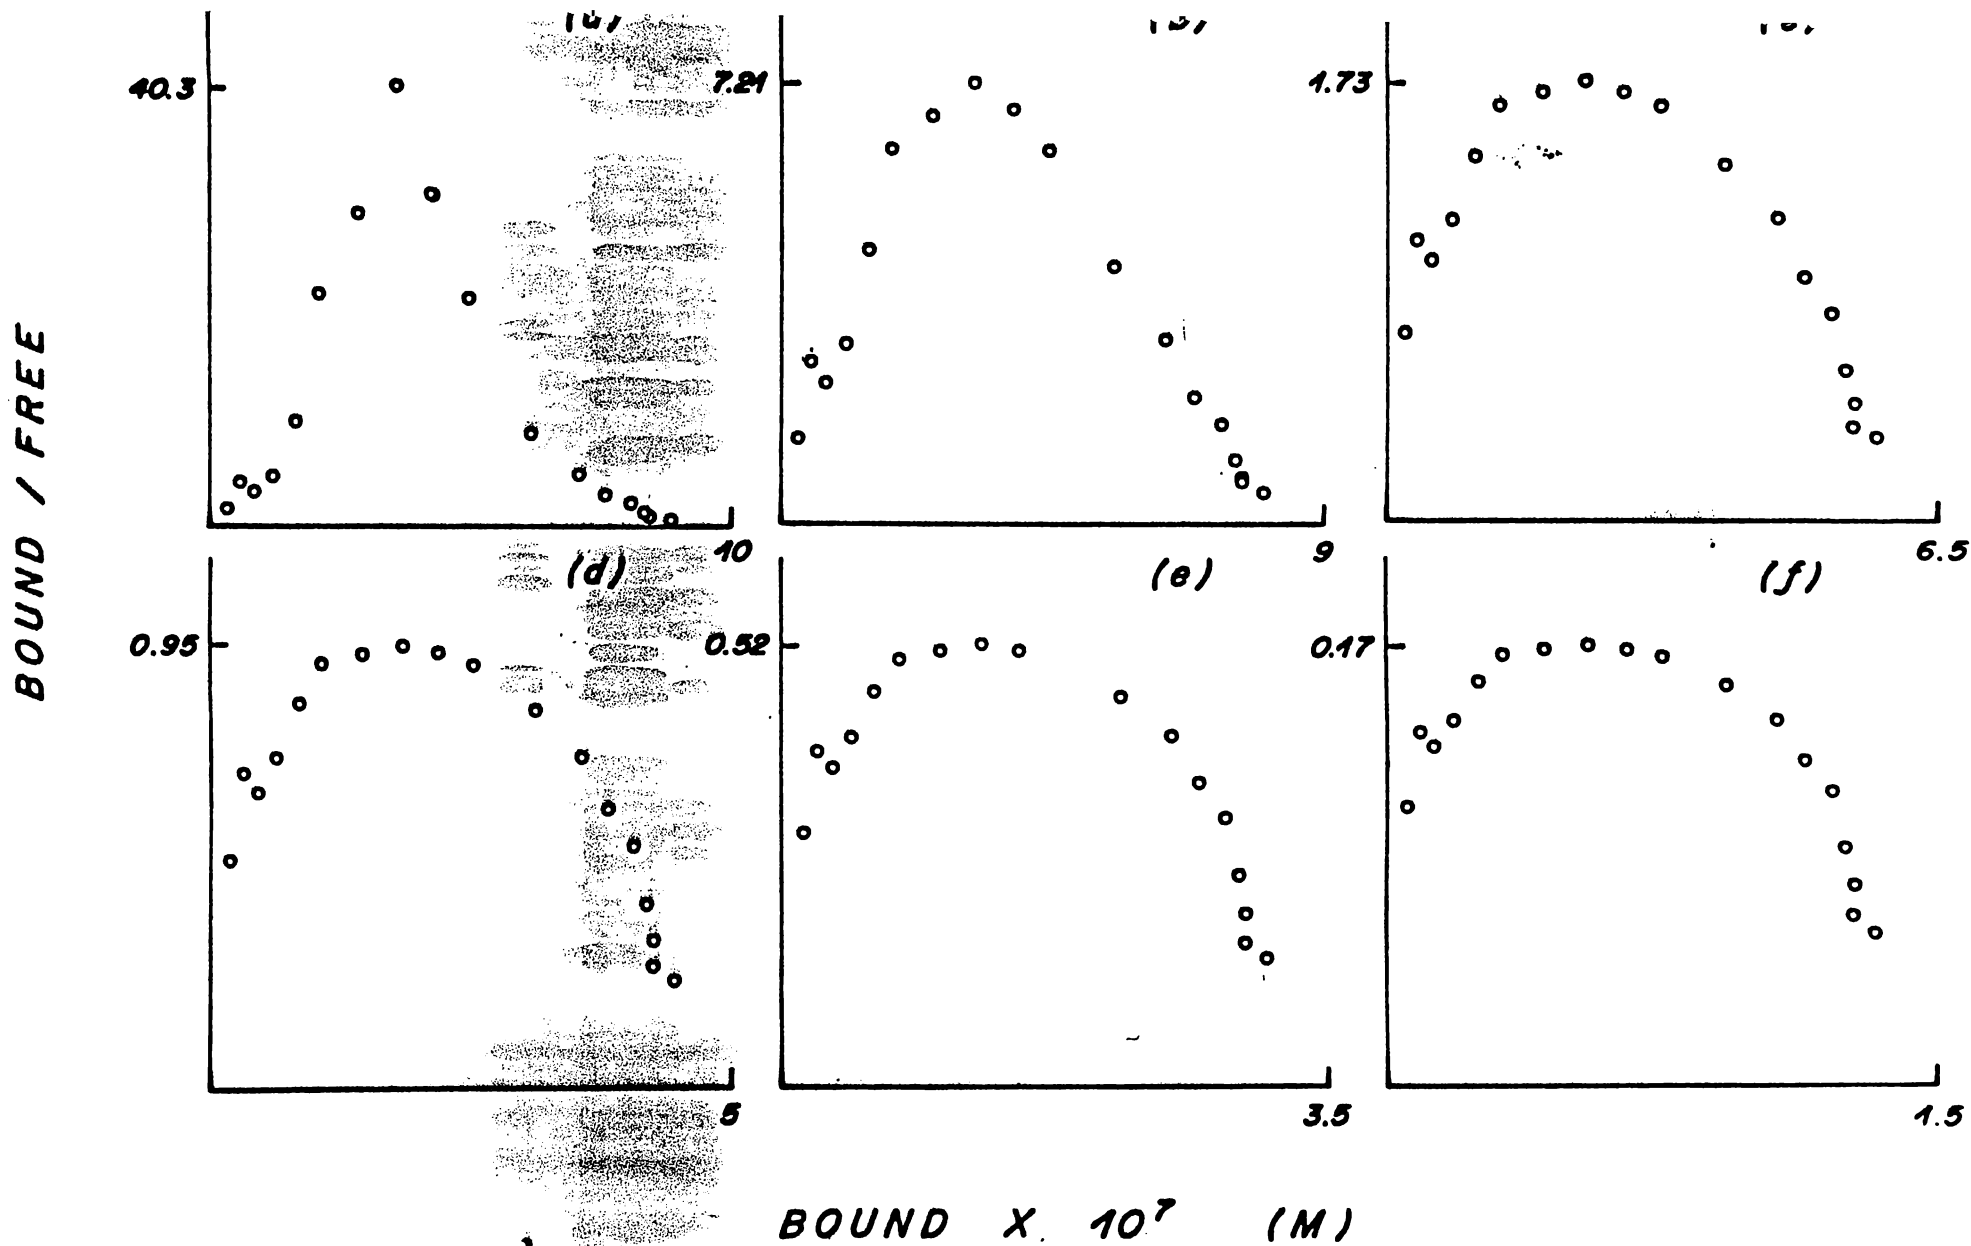 (a) (b) (c)
40.3 7.21 1.73
10 9 6.5
(d) (e) (f)
0.95 0.52 0.17
5 3.5 1.5
BOUND / FREE
BOUND X 10⁷ (M)